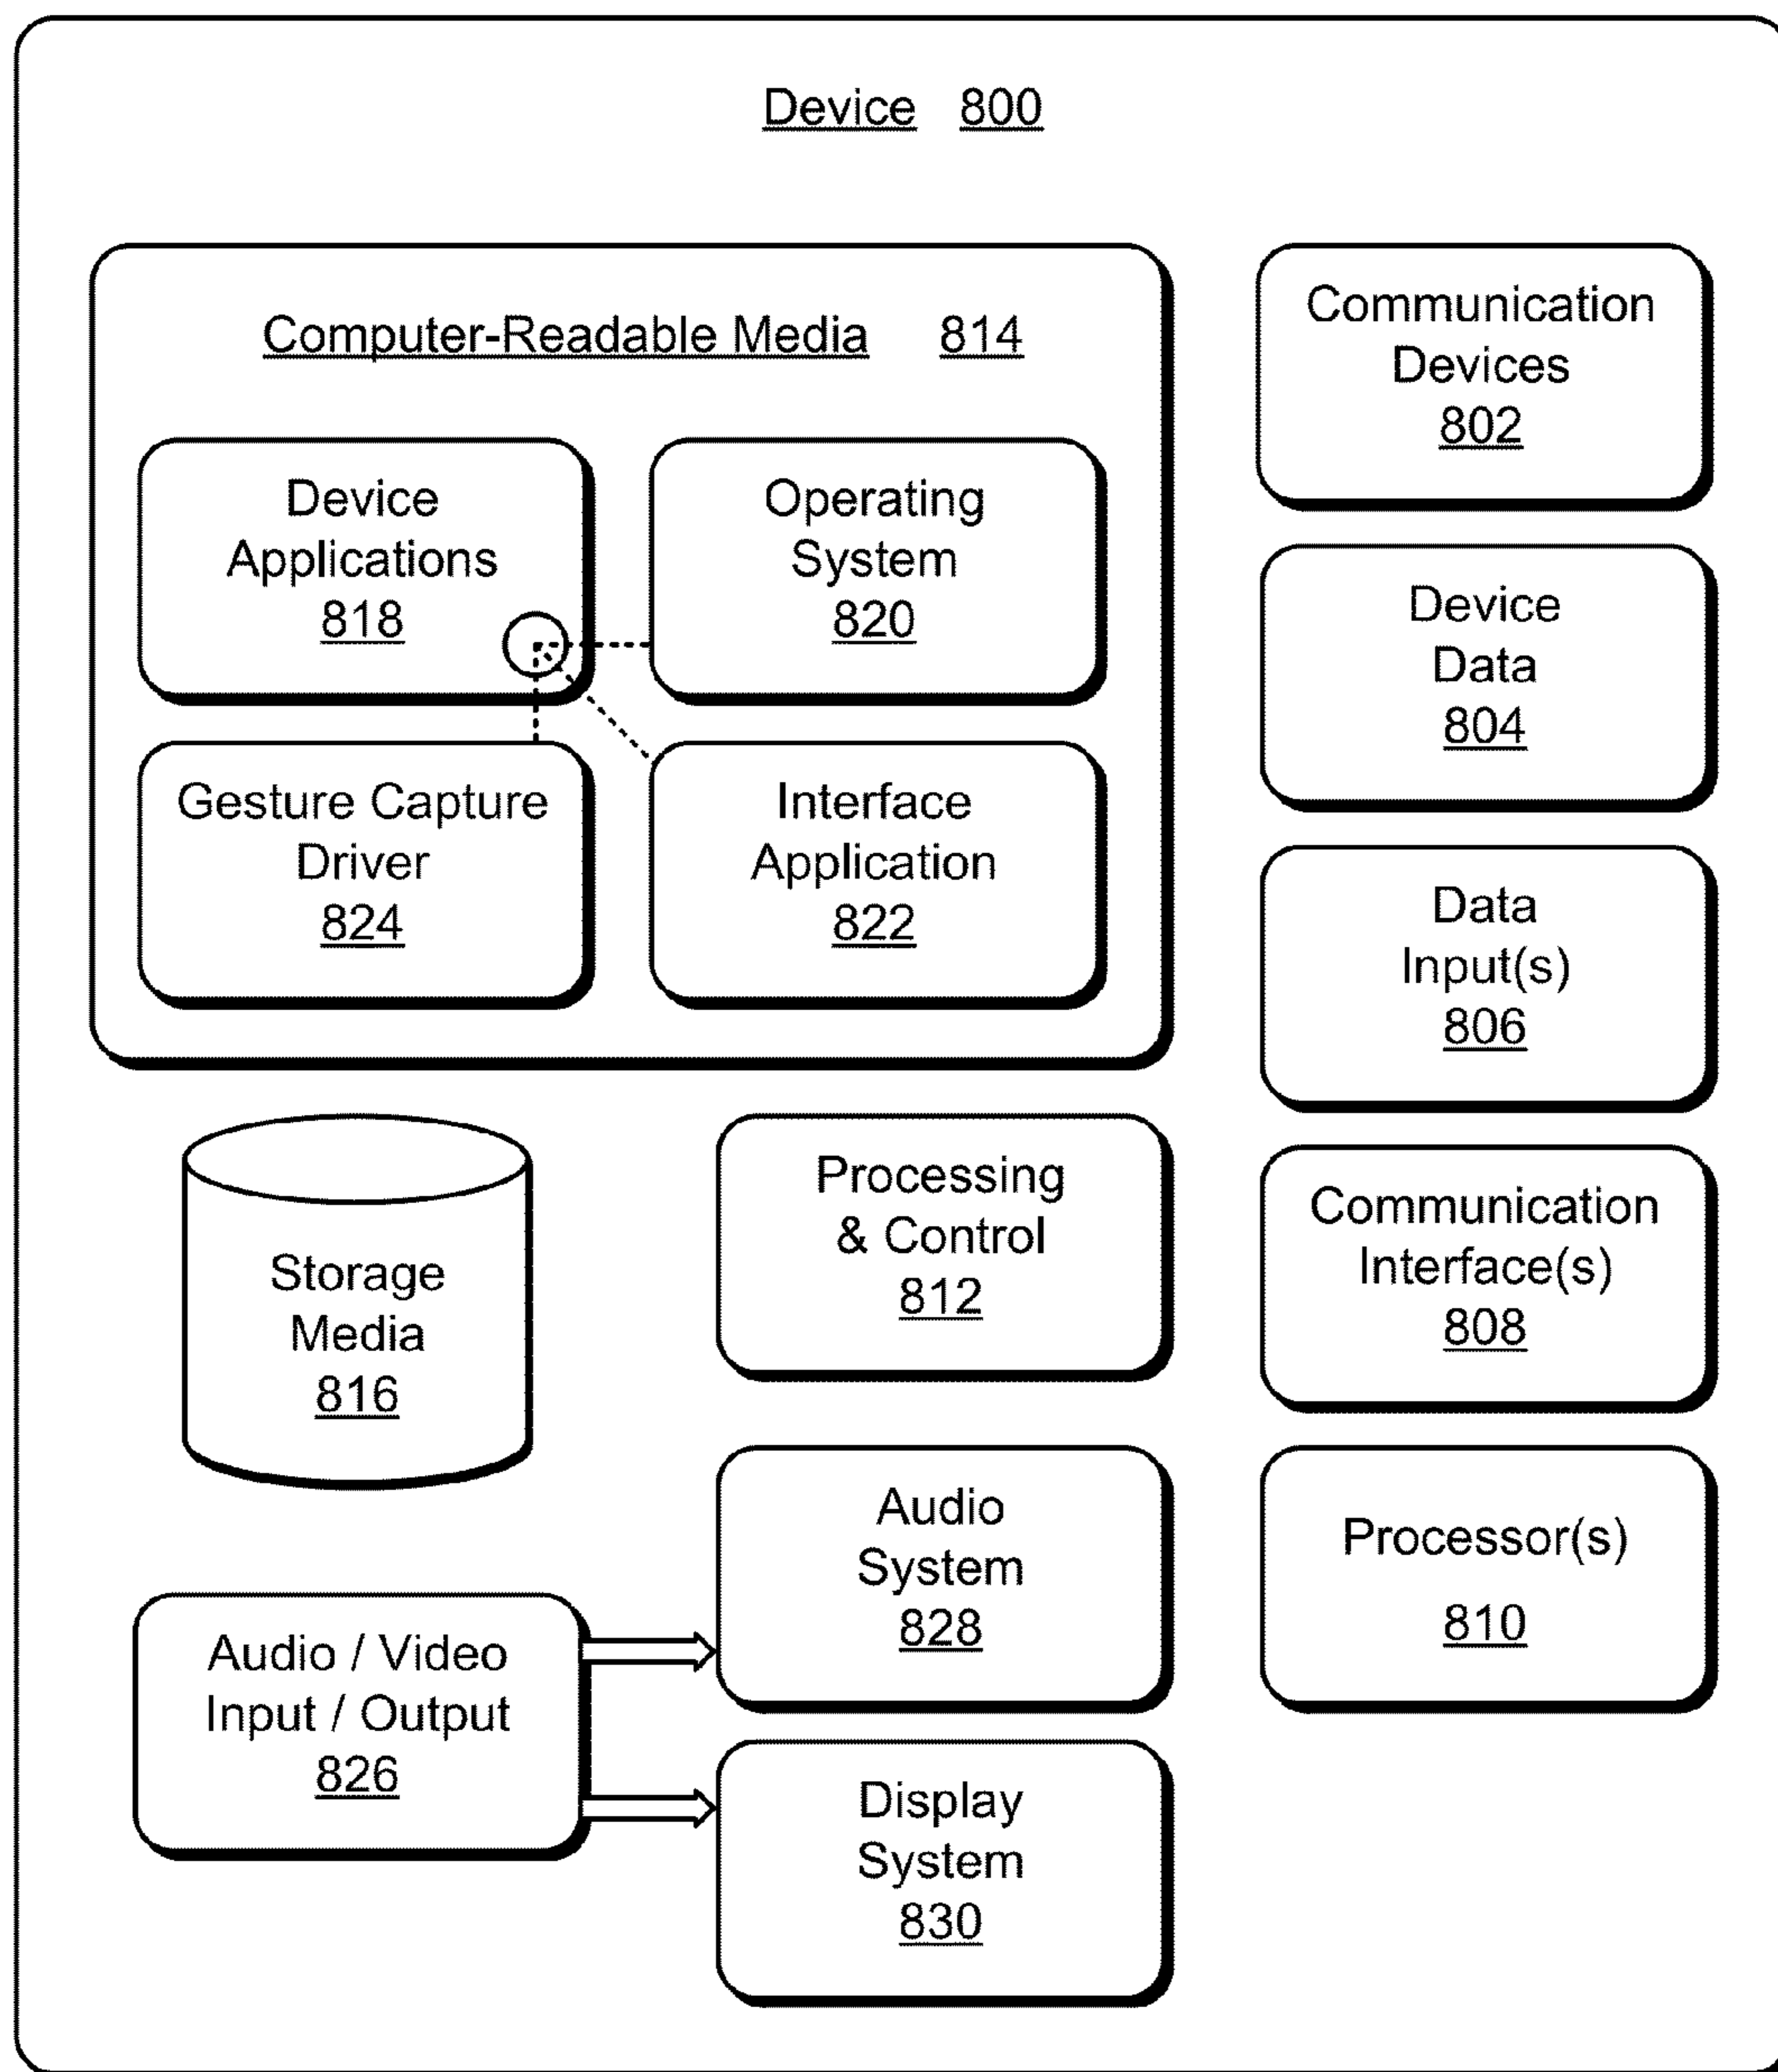 Device 800
Computer-Readable Media 814
Device
Applications
818
Operating
System
820
Gesture Capture
Driver
824
Interface
Application
822
Communication
Devices
802
Device
Data
804
Data
Input(s)
806
Communication
Interface(s)
808
Processor(s)
810
Storage
Media
816
Processing
& Control
812
Audio / Video
Input / Output
826
Audio
System
828
Display
System
830